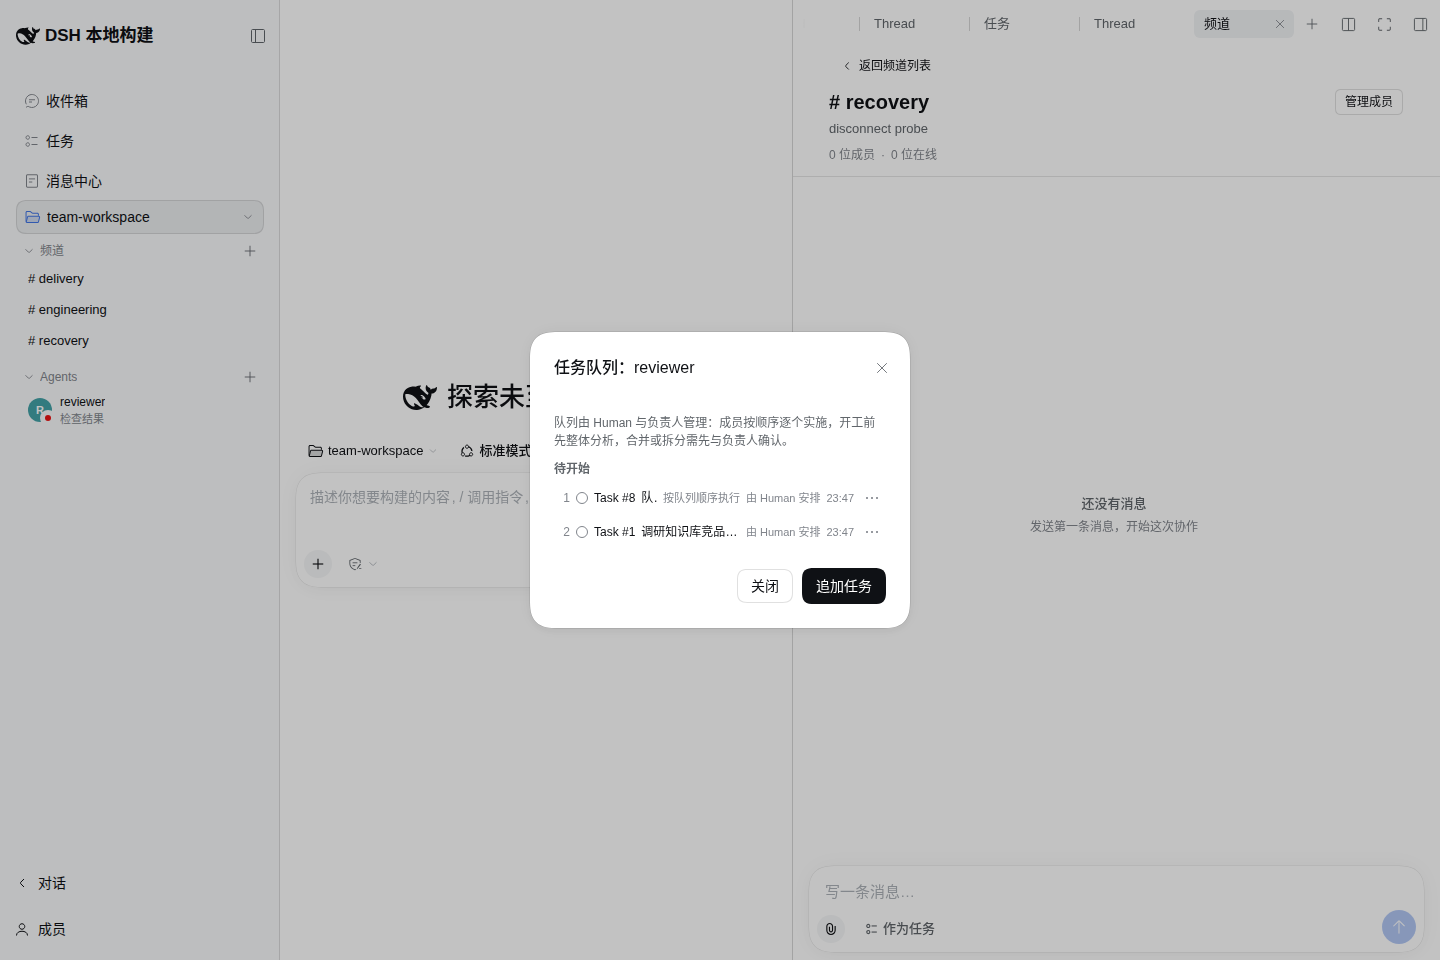 DSH 本地构建
收件箱
任务
消息中心
team-workspace
频道
# delivery
# engineering
# recovery
Agents
R
reviewer
检查结果
对话
成员
探索未
team-workspace
标准模式
描述你想要构建的内容, / 调用指令,
Thread
任务
Thread
频道
返回频道列表
# recovery
管理成员
disconnect probe
0 位成员 · 0 位在线
还没有消息
发送第一条消息，开始这次协作
写一条消息…
作为任务
任务队列：reviewer
队列由 Human 与负责人管理：成员按顺序逐个实施，开工前
先整体分析，合并或拆分需先与负责人确认。
待开始
1 Task #8 队. 按队列顺序执行 由 Human 安排 23:47 ···
2 Task #1 调研知识库竞品… 由 Human 安排 23:47 ···
关闭
追加任务